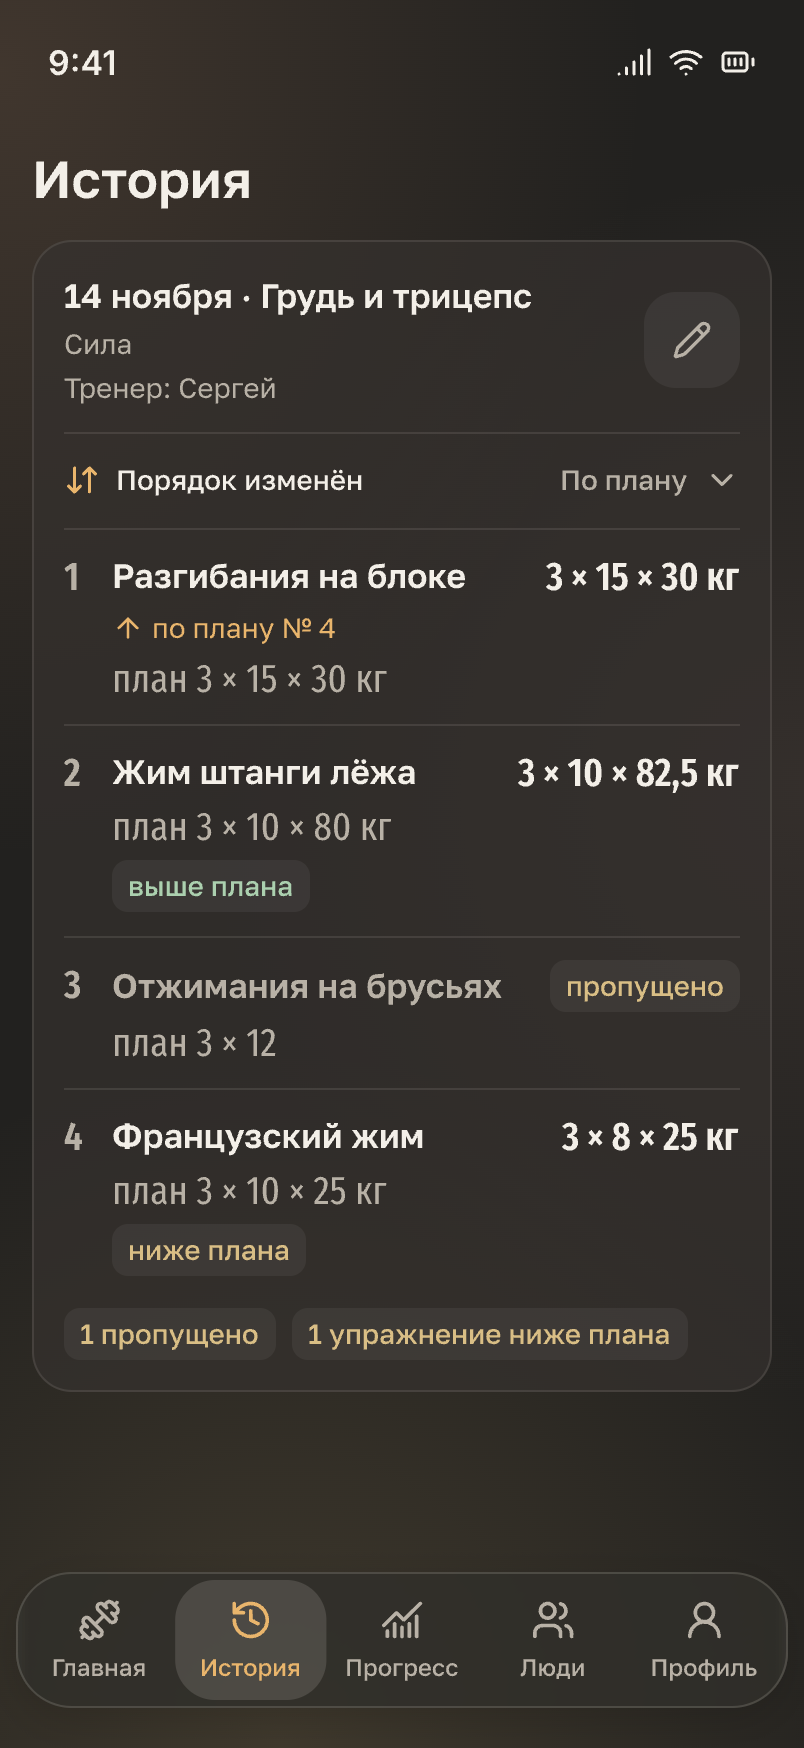 9:41
История
14 ноября · Грудь и трицепс
Сила
Тренер: Сергей
Порядок изменён По плану
1 Разгибания на блоке 3 × 15 × 30 кг
↑ по плану № 4
план 3 × 15 × 30 кг
2 Жим штанги лёжа 3 × 10 × 82,5 кг
план 3 × 10 × 80 кг
выше плана
3 Отжимания на брусьях пропущено
план 3 × 12
4 Французский жим 3 × 8 × 25 кг
план 3 × 10 × 25 кг
ниже плана
1 пропущено 1 упражнение ниже плана
Главная История Прогресс Люди Профиль